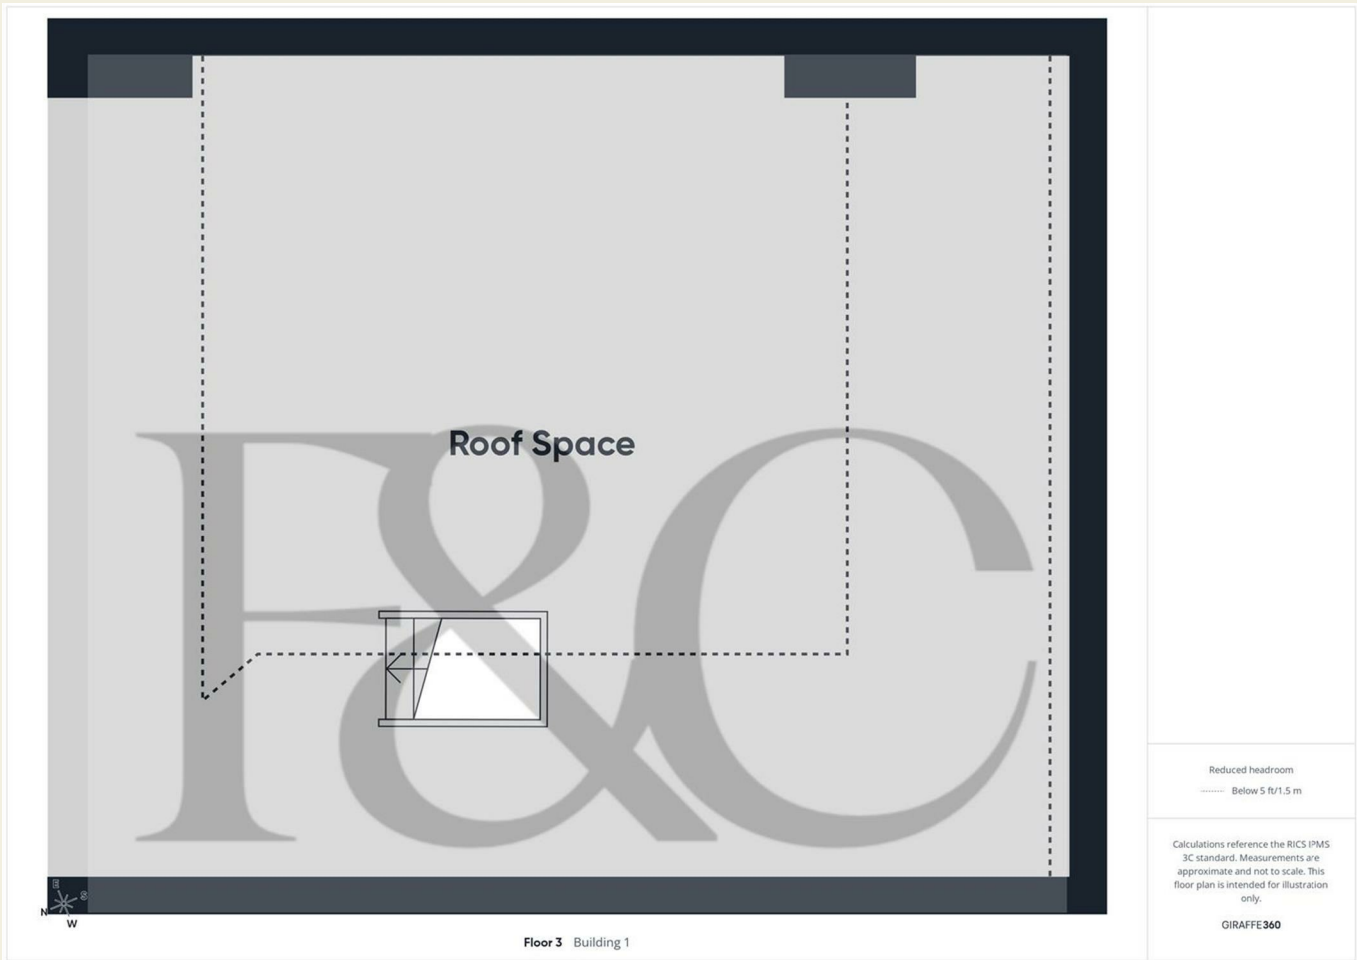 Roof Space
F&C
Reduced headroom
Below 5 ft/1.5 m
Calculations reference the RICS IPMS
3C standard. Measurements are
approximate and not to scale. This
floor plan is intended for illustration
only.
GIRAFFE360
N
E
S
W
Floor 3 Building 1